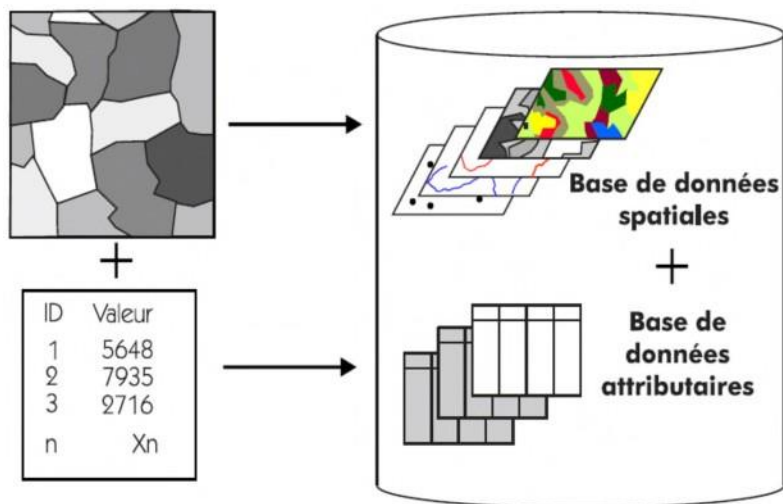 Base de données
spatiales
+
+
ID Valeur
1 5648
2 7935
3 2716
n Xn
Base de
données
attributaires